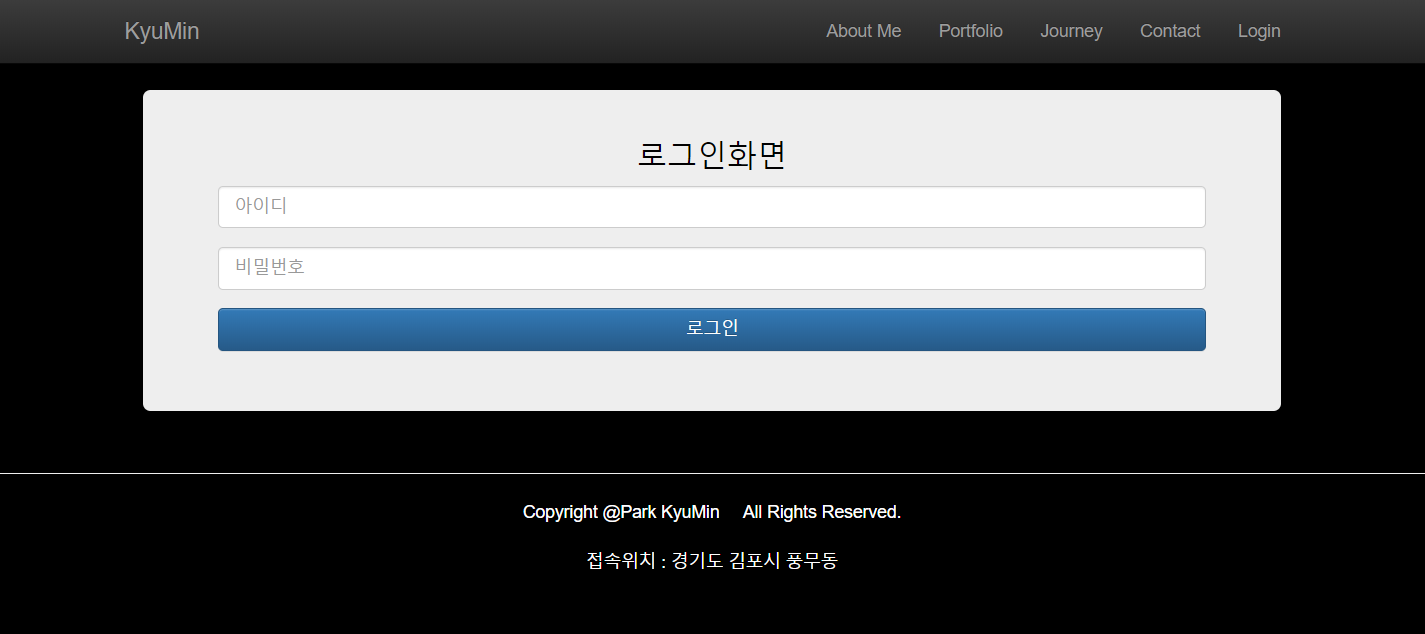 KyuMin About Me Portfolio Journey Contact Login
로그인화면
아이디
비밀번호
로그인
Copyright @Park KyuMin All Rights Reserved.
접속위치 : 경기도 김포시 풍무동